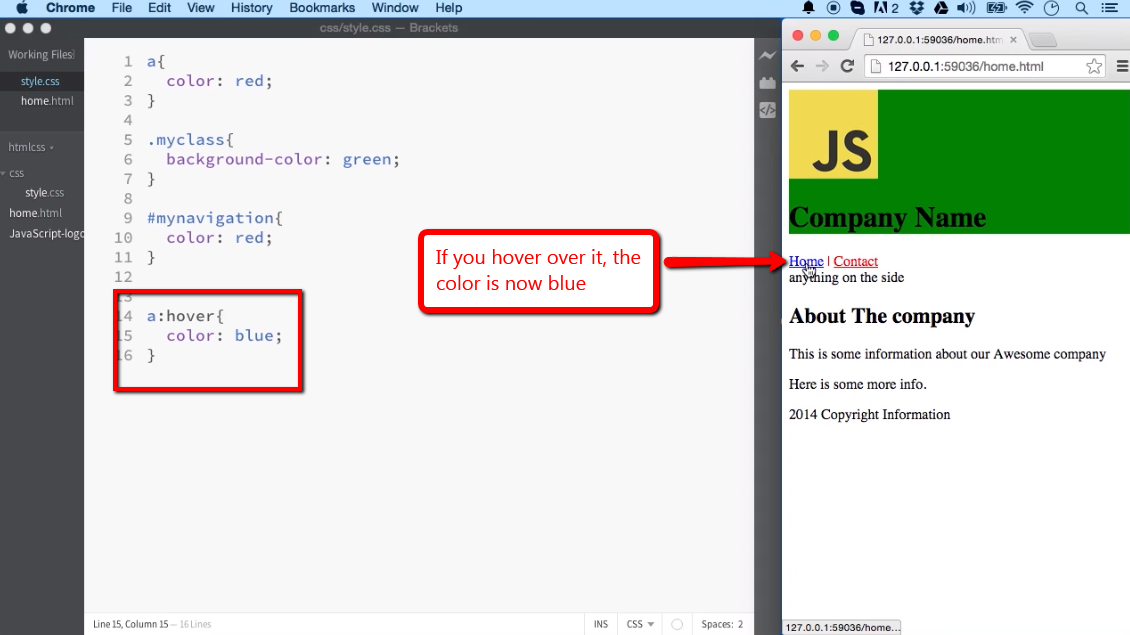 Chrome File Edit View History Bookmarks Window Help 2
css/style.css — Brackets
Working Files
style.css
home.html
htmlcss
css
style.css
home.html
JavaScript-logo
1 a{
2 color: red;
3 }
4
5 .myclass{
6 background-color: green;
7 }
8
9 #mynavigation{
10 color: red;
11 }
12
13
14 a:hover{
15 color: blue;
16 }
If you hover over it, the
color is now blue
Line 15, Column 15 — 16 Lines
INS CSS Spaces: 2
127.0.0.1:59036/home.htm
127.0.0.1:59036/home.html
JS
Company Name
Home | Contact
anything on the side
About The company
This is some information about our Awesome company
Here is some more info.
2014 Copyright Information
127.0.0.1:59036/home...